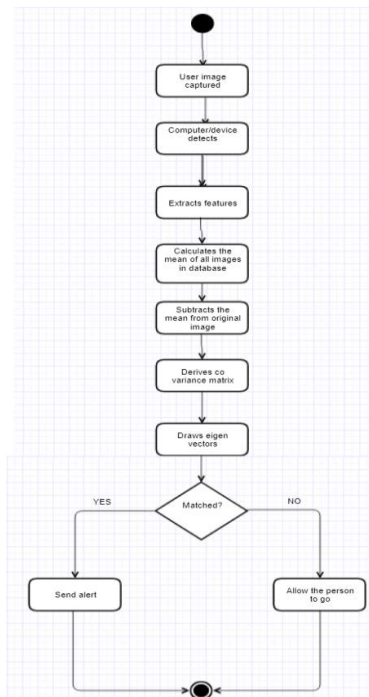 User image
captured
Computer/device
detects
Extracts features
Calculates the
mean of all images
in database
Subtracts the
mean from original
image
Derives co
variance matrix
Draws eigen
vectors
Matched?
YES
NO
Send alert
Allow the person
to go